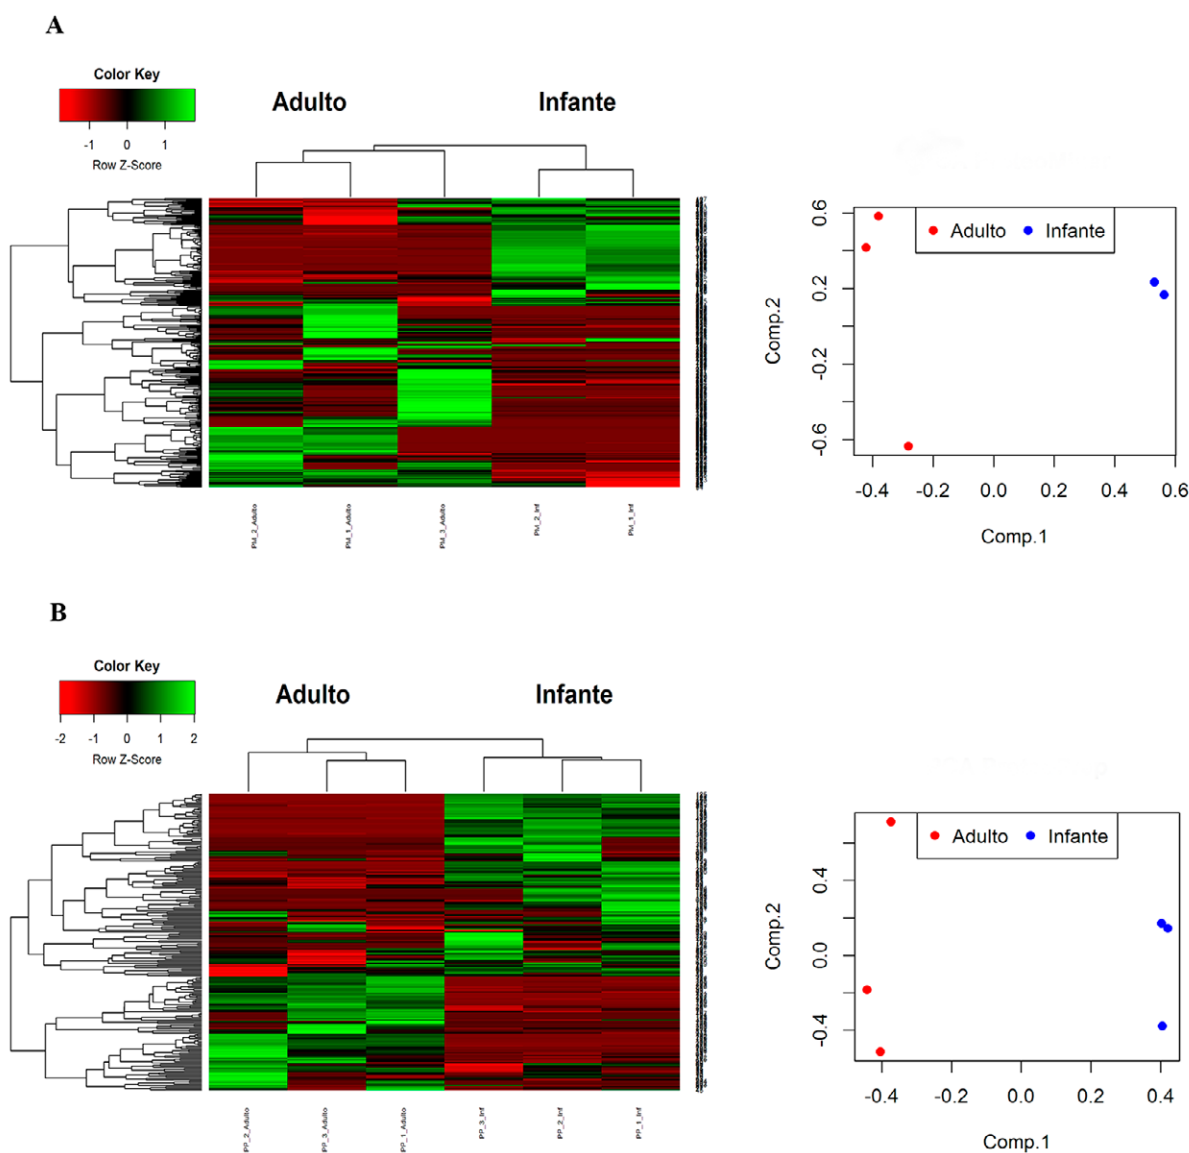 A
Color Key
-1 0 1
Row Z-Score
Adulto Infante
PM_2_Adulto PM_1_Adulto PM_3_Adulto PM_2_Inf PM_1_Inf
Adulto Infante
0.6
0.2
-0.2
-0.6
Comp.2
-0.4 -0.2 0.0 0.2 0.4 0.6
Comp.1
B
Color Key
-2 -1 0 1 2
Row Z-Score
Adulto Infante
PP_2_Adulto PP_3_Adulto PP_1_Adulto PP_3_Inf PP_2_Inf PP_1_Inf
Adulto Infante
0.4
0.0
-0.4
Comp.2
-0.4 -0.2 0.0 0.2 0.4
Comp.1